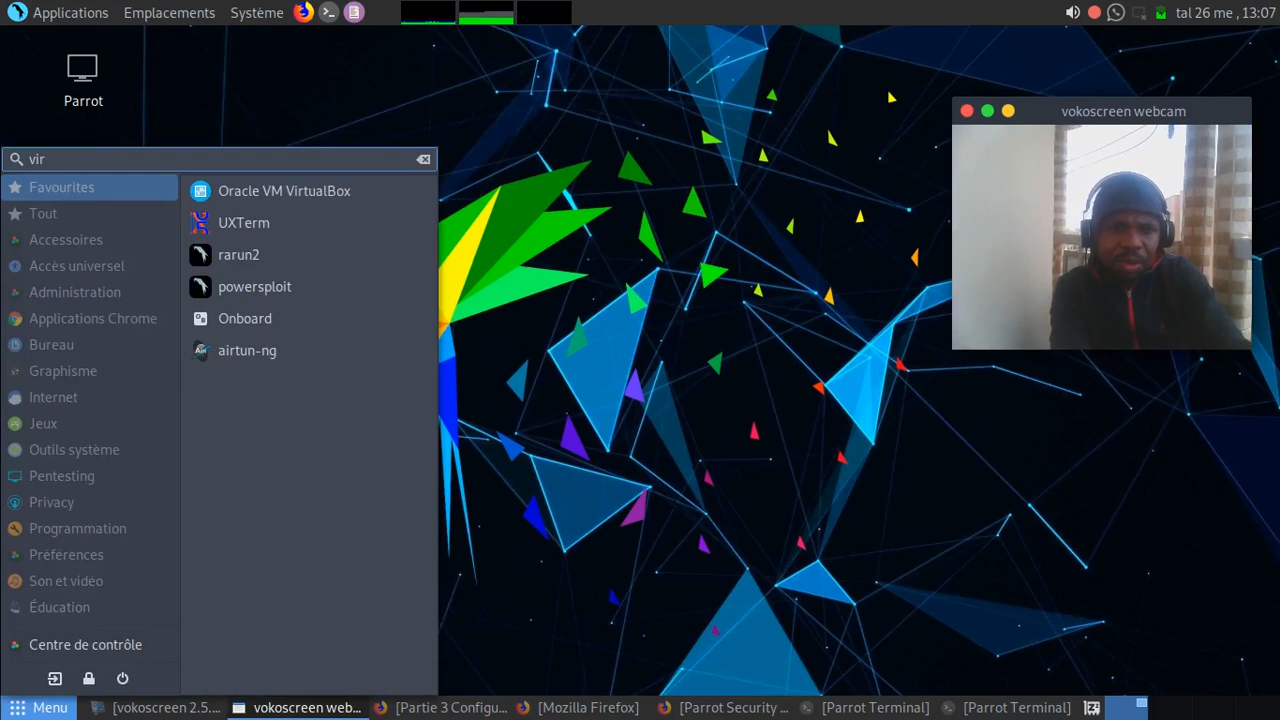 Applications Emplacements Système tal 26 me , 13:07
Parrot
vokoscreen webcam
vir
Favourites
Tout
Accessoires
Accès universel
Administration
Applications Chrome
Bureau
Graphisme
Internet
Jeux
Outils système
Pentesting
Privacy
Programmation
Préférences
Son et vidéo
Éducation
Centre de contrôle
Oracle VM VirtualBox
UXTerm
rarun2
powersploit
Onboard
airtun-ng
Menu [vokoscreen 2.5.... vokoscreen web... [Partie 3 Configu... [Mozilla Firefox] [Parrot Security ... [Parrot Terminal] [Parrot Terminal]